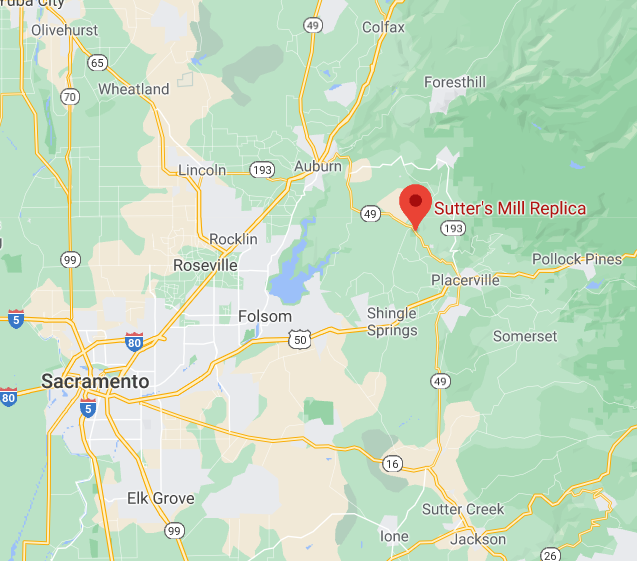 Yuba City
49
Colfax
Olivehurst
65
Foresthill
70
Wheatland
Auburn
Lincoln
193
49
Sutter's Mill Replica
193
Rocklin
99
Roseville
Pollock Pines
Placerville
Folsom
Shingle
Springs
5
80
50
Somerset
Sacramento
49
80
5
16
Elk Grove
Sutter Creek
99
Ione
Jackson
26